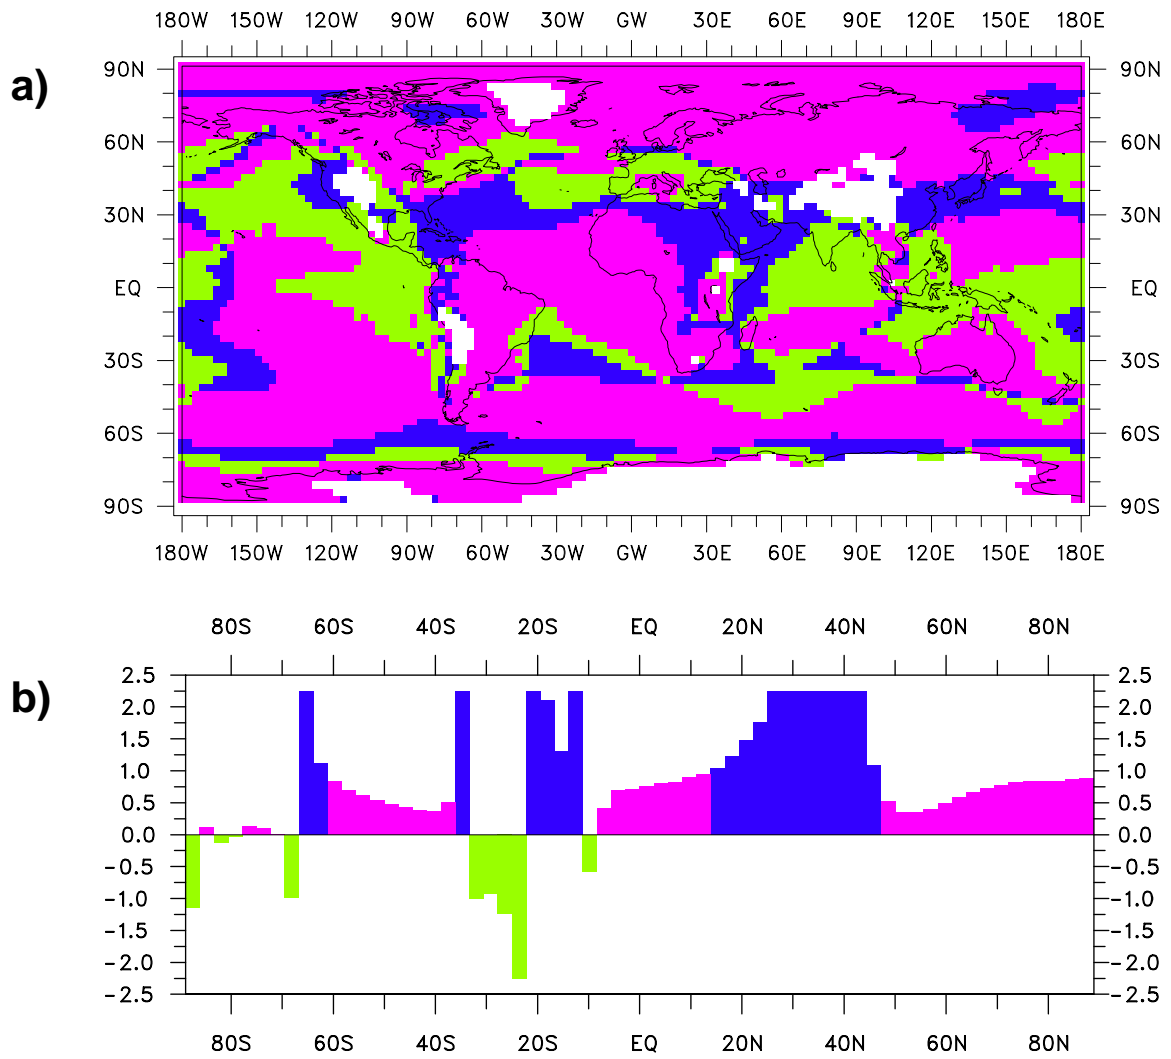 180W 150W 120W 90W 60W 30W GW 30E 60E 90E 120E 150E 180E
a)
90N 90N
60N 60N
30N 30N
EQ EQ
30S 30S
60S 60S
90S 90S
180W 150W 120W 90W 60W 30W GW 30E 60E 90E 120E 150E 180E
80S 60S 40S 20S EQ 20N 40N 60N 80N
b)
2.5 2.5
2.0 2.0
1.5 1.5
1.0 1.0
0.5 0.5
0.0 0.0
-0.5 -0.5
-1.0 -1.0
-1.5 -1.5
-2.0 -2.0
-2.5 -2.5
80S 60S 40S 20S EQ 20N 40N 60N 80N